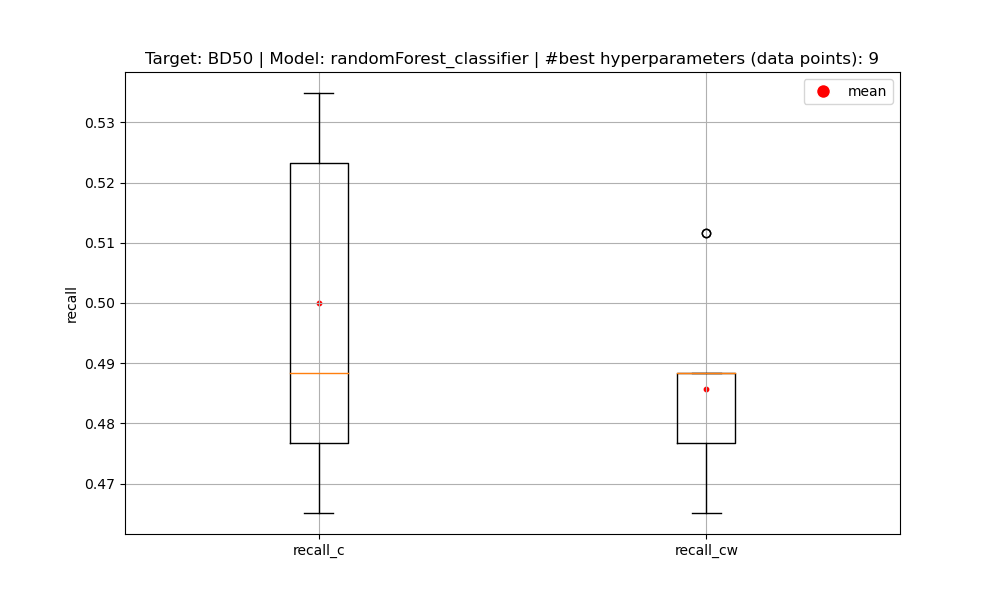 Target: BD50 | Model: randomForest_classifier | #best hyperparameters (data points): 9
mean
0.53
0.52
0.51
0.50
0.49
0.48
0.47
recall
recall_c
recall_cw